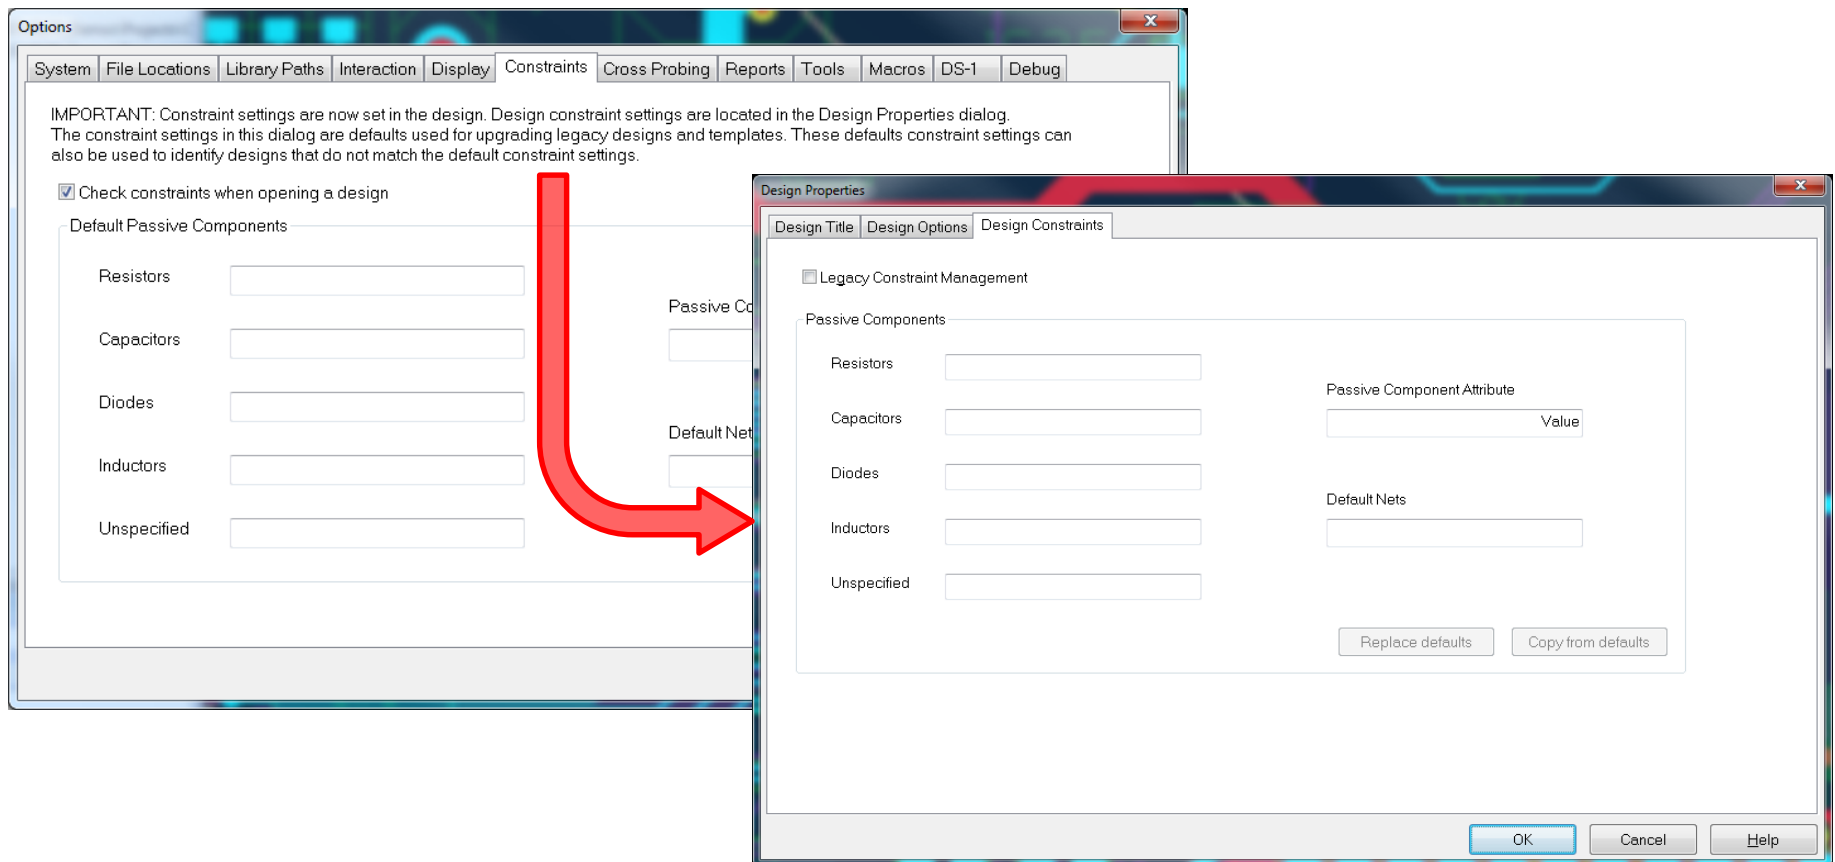 Options
System
File Locations
Library Paths
Interaction
Display
Constraints
Cross Probing
Reports
Tools
Macros
DS-1
Debug
IMPORTANT: Constraint settings are now set in the design. Design constraint settings are located in the Design Properties dialog.
The constraint settings in this dialog are defaults used for upgrading legacy designs and templates. These defaults constraint settings can
also be used to identify designs that do not match the default constraint settings.
Check constraints when opening a design
Default Passive Components
Resistors
Capacitors
Diodes
Inductors
Unspecified
Passive Co
Default Net
Design Properties
Design Title
Design Options
Design Constraints
Legacy Constraint Management
Passive Components
Resistors
Capacitors
Diodes
Inductors
Unspecified
Passive Component Attribute
Value
Default Nets
Replace defaults
Copy from defaults
OK
Cancel
Help